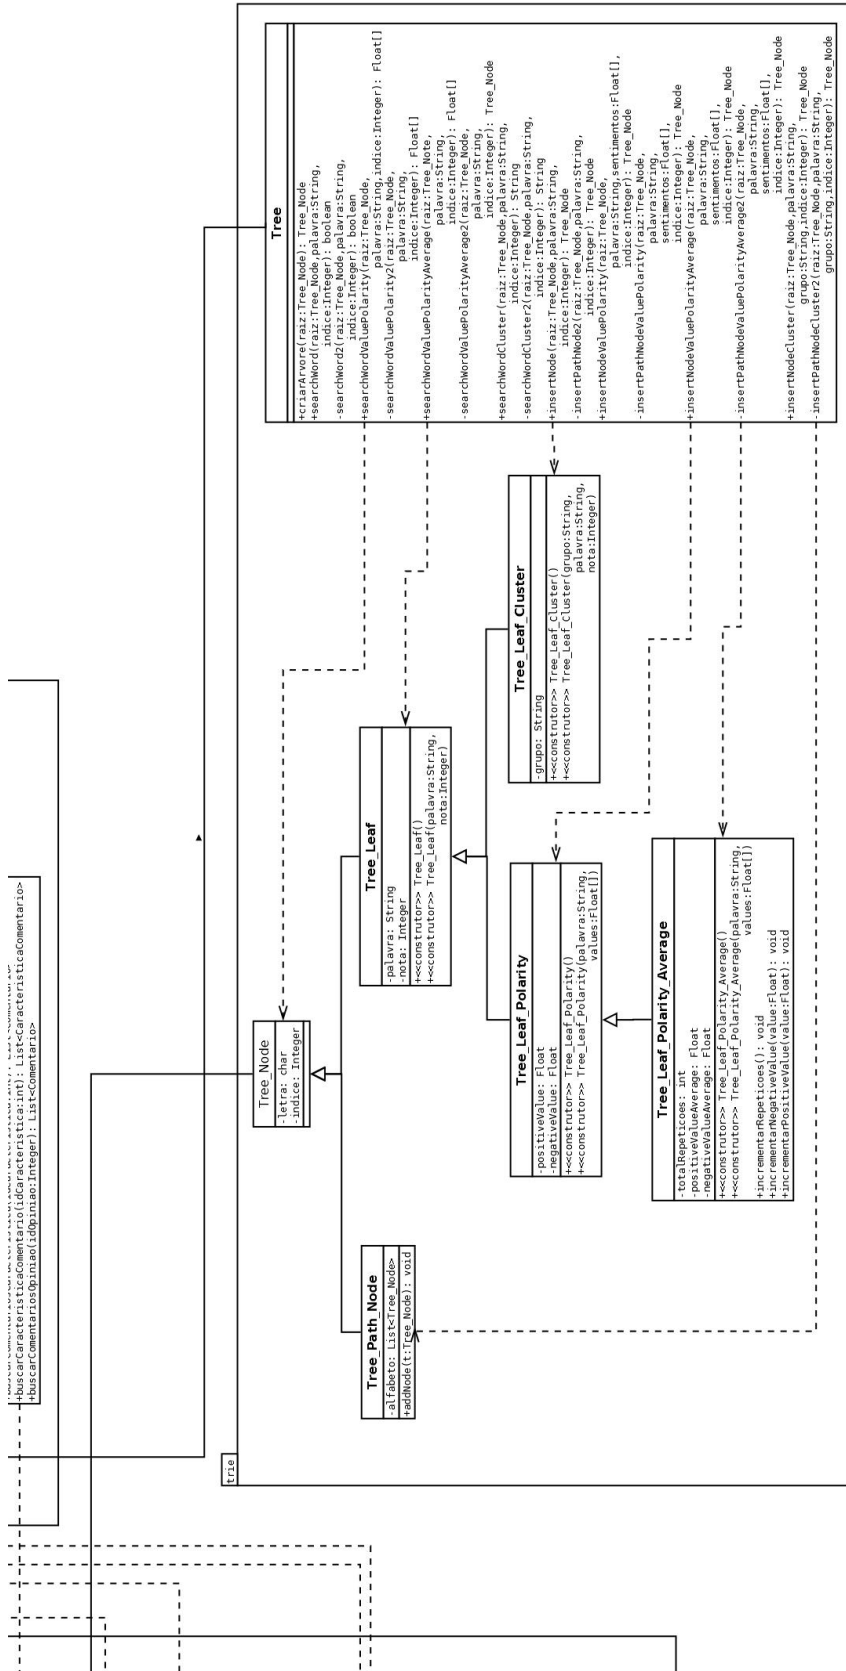 Tree
+criarArvore(raiz:Tree_Node): Tree_Node
+searchWord(raiz:Tree_Node,palavra:String,
indice:Integer): boolean
-searchWord2(raiz:Tree_Node,palavra:String,
indice:Integer): boolean
+searchWordValuePolarity(raiz:Tree_Node,
palavra:String,indice:Integer): Float[]
-searchWordValuePolarity2(raiz:Tree_Node,
palavra:String,
indice:Integer): Float[]
+searchWordValuePolarityAverage(raiz:Tree_Note,
palavra:String,
indice:Integer): Float[]
-searchWordValuePolarityAverage2(raiz:Tree_Node,
palavra:String,
indice:Integer): Tree_Node
+searchWordCluster(raiz:Tree_Node,palavra:String,
indice:Integer): String
-searchWordCluster2(raiz:Tree_Node,palavra:String,
indice:Integer): String
+insertNode(raiz:Tree_Node,palavra:String,
indice:Integer): Tree_Node
-insertPathNode2(raiz:Tree_Node,palavra:String,
indice:Integer): Tree_Node
+insertNodeValuePolarity(raiz:Tree_Node,
palavra:String,sentimentos:Float[],
indice:Integer): Tree_Node
-insertPathNodeValuePolarity(raiz:Tree_Node,
palavra:String,
sentimentos:Float[],
indice:Integer): Tree_Node
+insertNodeValuePolarityAverage(raiz:Tree_Node,
palavra:String,
sentimentos:Float[],
indice:Integer): Tree_Node
-insertPathNodeValuePolarityAverage2(raiz:Tree_Node,
palavra:String,
sentimentos:Float[],
indice:Integer): Tree_Node
+insertNodeCluster(raiz:Tree_Node,palavra:String,
grupo:String,indice:Integer): Tree_Node
-insertPathNodeCluster2(raiz:Tree_Node,palavra:String,
grupo:String,indice:Integer): Tree_Node
Tree_Leaf_Cluster
-grupo: String
+<<construtor>> Tree_Leaf_Cluster()
+<<construtor>> Tree_Leaf_Cluster(grupo:String,
palavra:String,
nota:Integer)
Tree_Leaf
-palavra: String
-nota: Integer
+<<construtor>> Tree_Leaf()
+<<construtor>> Tree_Leaf(palavra:String,
nota:Integer)
Tree_Leaf_Polarity
-positiveValue: Float
-negativeValue: Float
+<<construtor>> Tree_Leaf_Polarity()
+<<construtor>> Tree_Leaf_Polarity(palavra:String,
values:Float[])
Tree_Leaf_Polarity_Average
-totalRepeticoes: int
-positiveValueAverage: Float
-negativeValueAverage: Float
+<<construtor>> Tree_Leaf_Polarity_Average()
+<<construtor>> Tree_Leaf_Polarity_Average(palavra:String,
values:Float[])
+incrementarRepeticoes(): void
+incrementarNegativeValue(value:Float): void
+incrementarPositiveValue(value:Float): void
Tree_Node
-letra: char
-indice: Integer
Tree_Path_Node
-alfabeto: List<Tree_Node>
+addNode(t:Tree_Node): void
trie
+buscarCaracteristicaComentario(idCaracteristica:int): List<CaracteristicaComentario>
+buscarComentariosOpiniao(idOpiniao:Integer): List<Comentario>